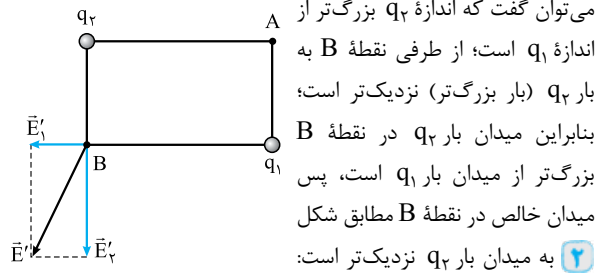 می‌توان گفت که اندازهٔ q₂ بزرگ‌تر از
اندازهٔ q₁ است؛ از طرفی نقطهٔ B به
بار q₂ (بار بزرگ‌تر) نزدیک‌تر است؛
بنابراین میدان بار q₂ در نقطهٔ B
بزرگ‌تر از میدان بار q₁ است، پس
میدان خالص در نقطهٔ B مطابق شکل
۲ به میدان بار q₂ نزدیک‌تر است:
q₂
A
E⃗′₁
B
q₁
E⃗′
E⃗′₂